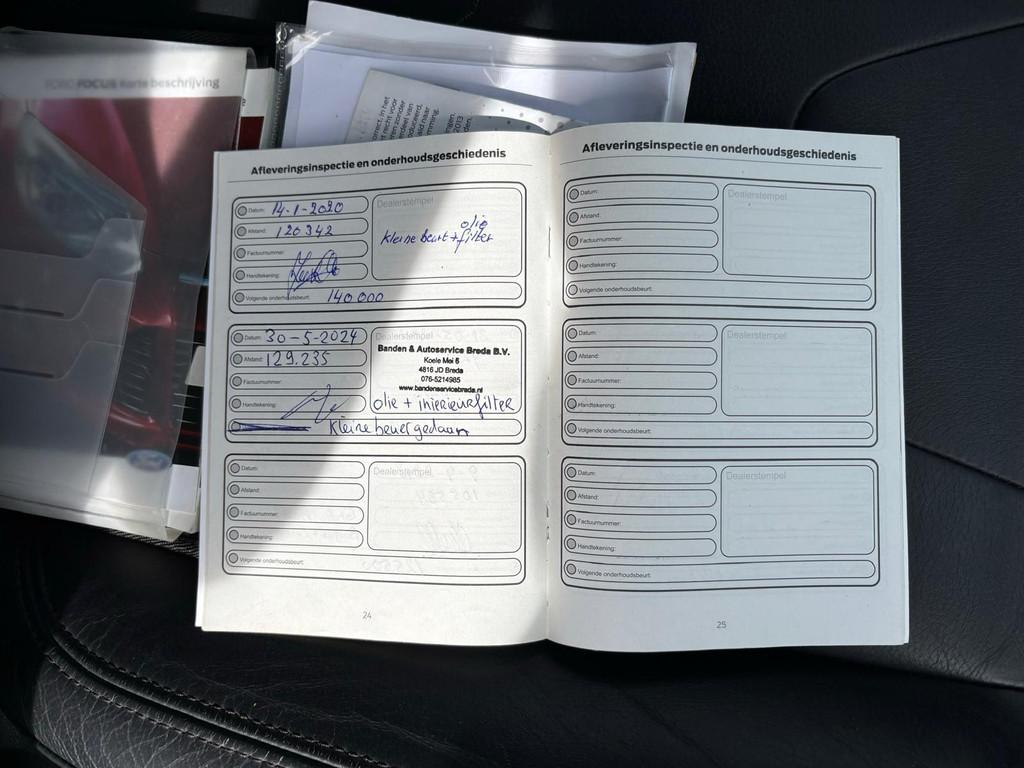 FORD FOCUS Korte beschrijving
Afleveringsinspectie en onderhoudsgeschiedenis
Datum: 14-1-2020
Afstand: 120342
Factuurnummer:
Handtekening:
Volgende onderhoudsbeurt: 140000
Dealerstempel
olie
kleine beurt + filter
Datum: 30-5-2024
Afstand: 129.235
Factuurnummer:
Handtekening:
Kleine beuer gedaan
Dealerstempel
Banden & Autoservice Breda B.V.
Koele Mei 5
4816 JD Breda
076-5214985
www.bandenservicebreda.nl
olie + interieurfilter
Datum:
Afstand:
Factuurnummer:
Handtekening:
Volgende onderhoudsbeurt:
Dealerstempel
24
Afleveringsinspectie en onderhoudsgeschiedenis
Datum:
Afstand:
Factuurnummer:
Handtekening:
Volgende onderhoudsbeurt:
Dealerstempel
Datum:
Afstand:
Factuurnummer:
Handtekening:
Volgende onderhoudsbeurt:
Dealerstempel
Datum:
Afstand:
Factuurnummer:
Handtekening:
Volgende onderhoudsbeurt:
Dealerstempel
25